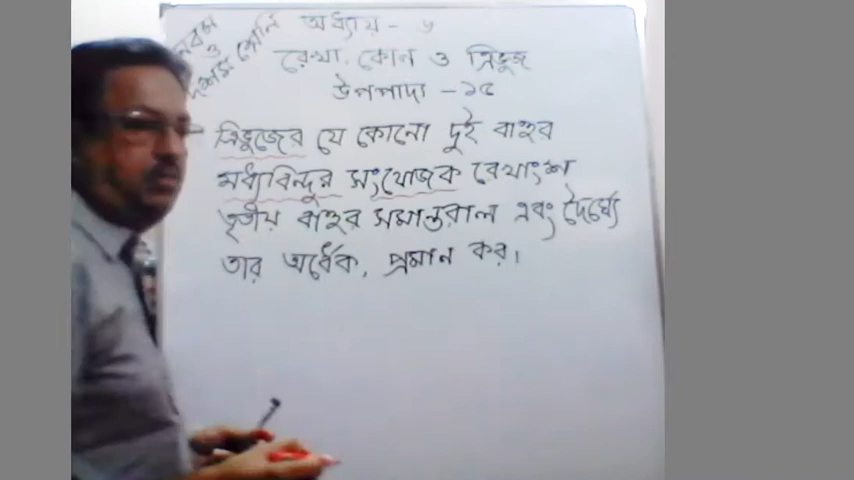 নবম ও দশম শ্রেনি
অধ্যায় - ৬
রেখা, কোন ও ত্রিভুজ
উপপাদ্য - ১৫
ত্রিভুজের যে কোনো দুই বাহুর
মধ্যবিন্দুর সংযোজক রেখাংশ
তৃতীয় বাহুর সমান্তরাল এবং দৈর্ঘ্যে
তার অর্ধেক, প্রমান কর।